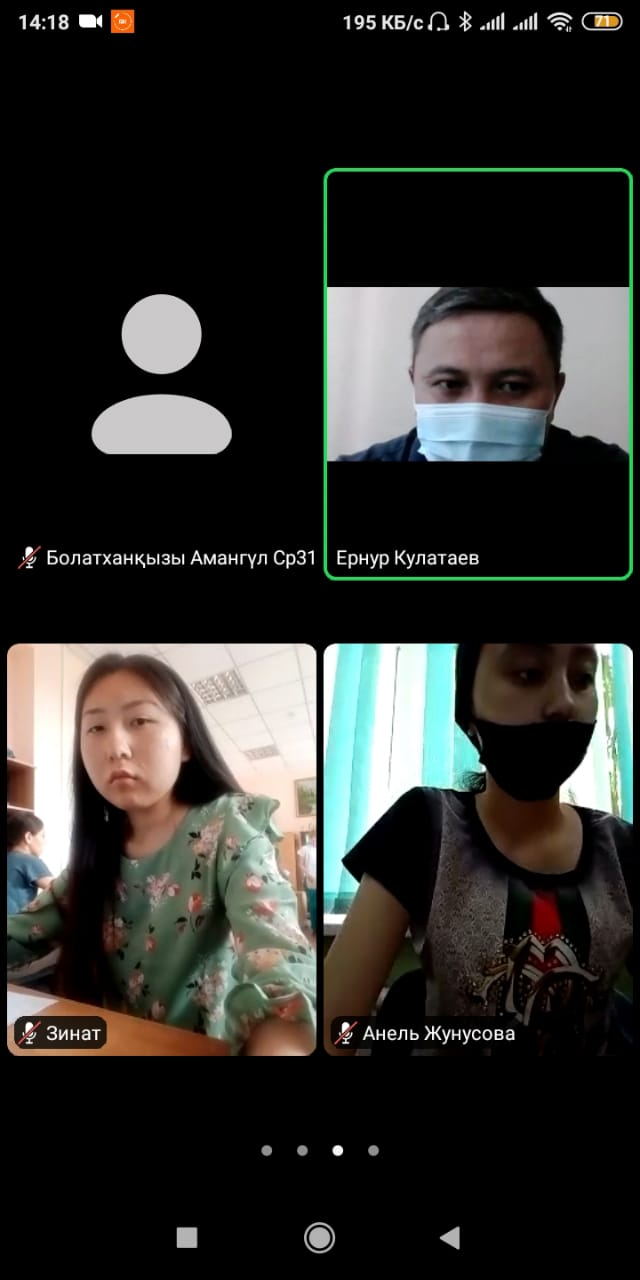 14:18 195 КБ/с 71
Болатханқызы Амангүл Ср31
Ернур Кулатаев
Зинат
Анель Жунусова